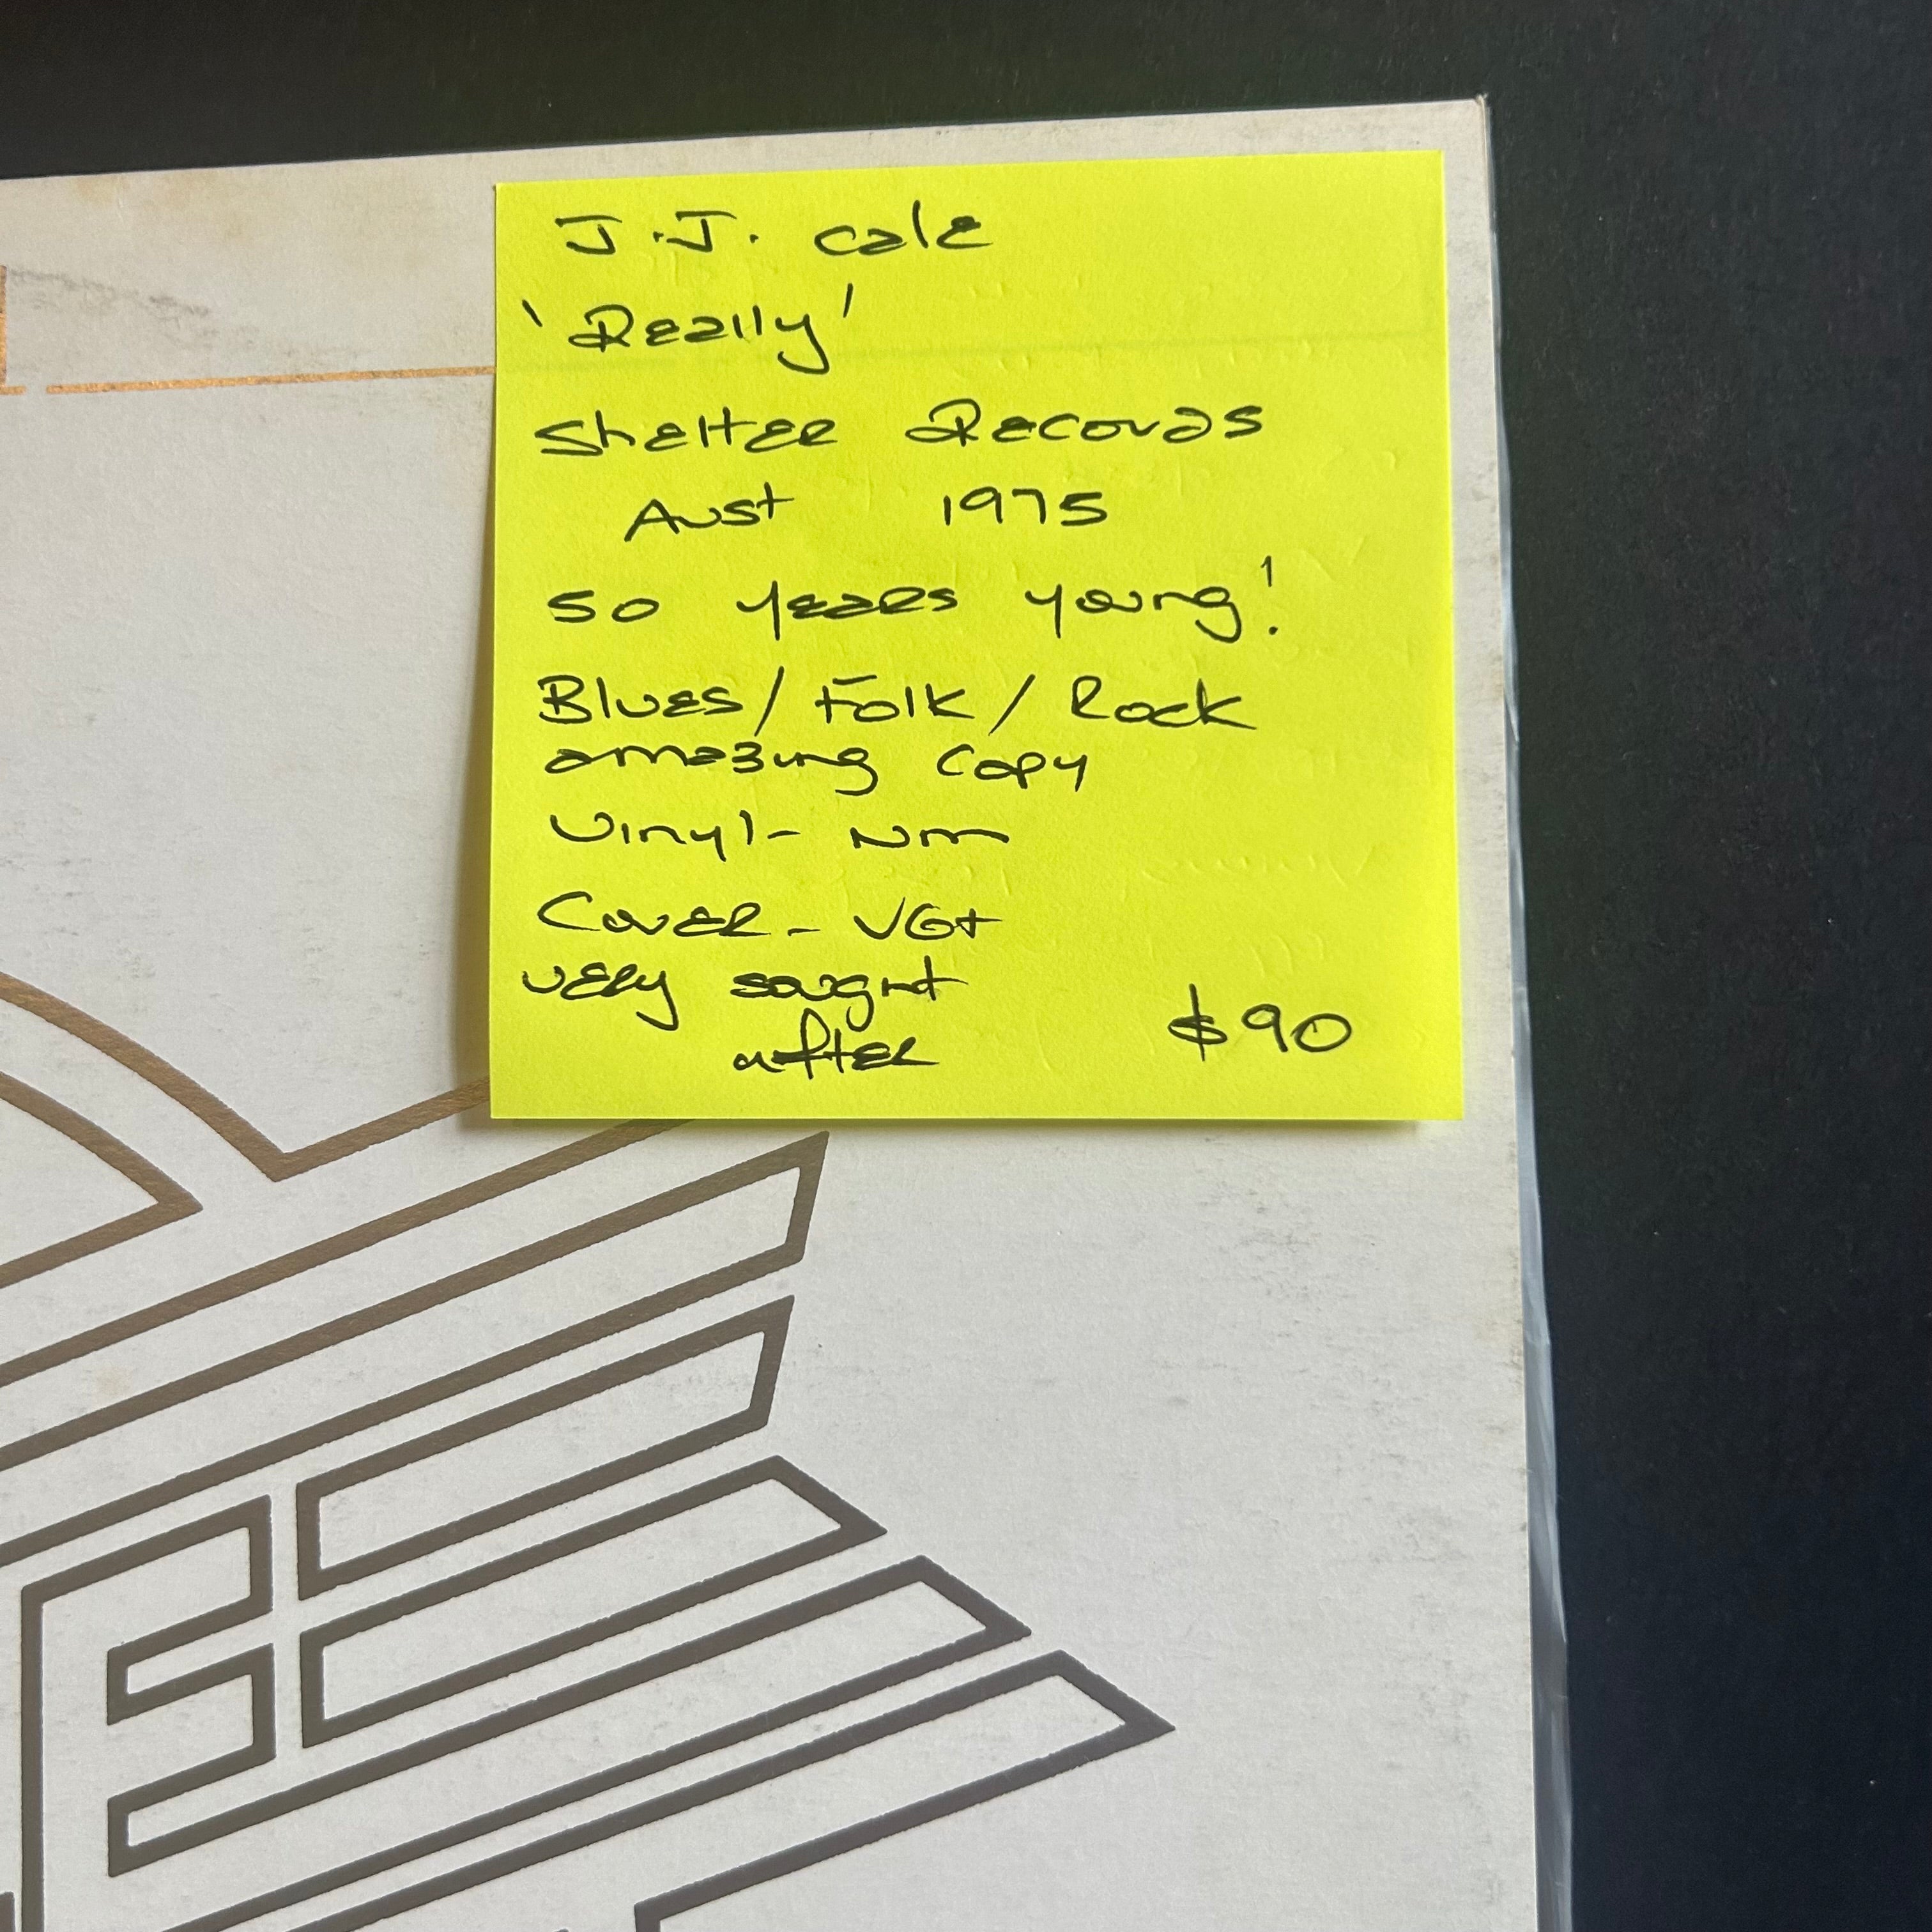 J.J. Cale
'Really'
Shelter Records
Aust 1975
50 years young!
Blues/Folk/Rock
amazing copy
Vinyl - NM
Cover - VG+
very sought
after $90